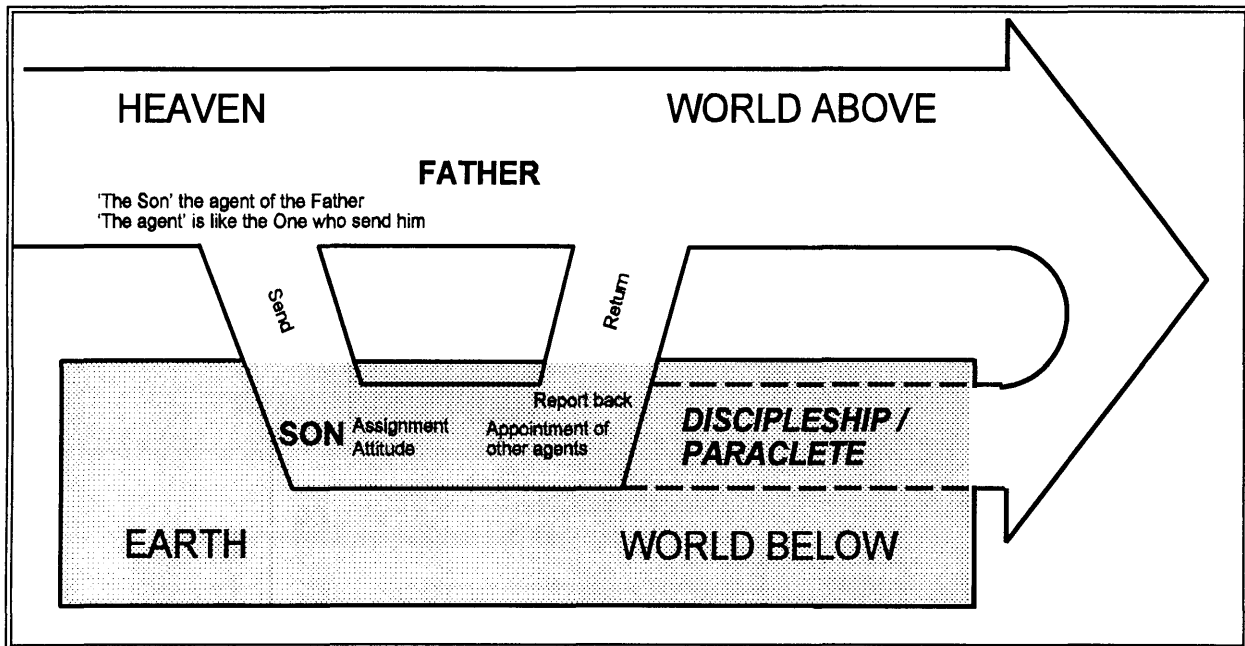 HEAVEN
WORLD ABOVE
FATHER
'The Son' the agent of the Father
'The agent' is like the One who send him
Send
Return
Report back
SON
Assignment
Attitude
Appointment of
other agents
DISCIPLESHIP /
PARACLETE
EARTH
WORLD BELOW